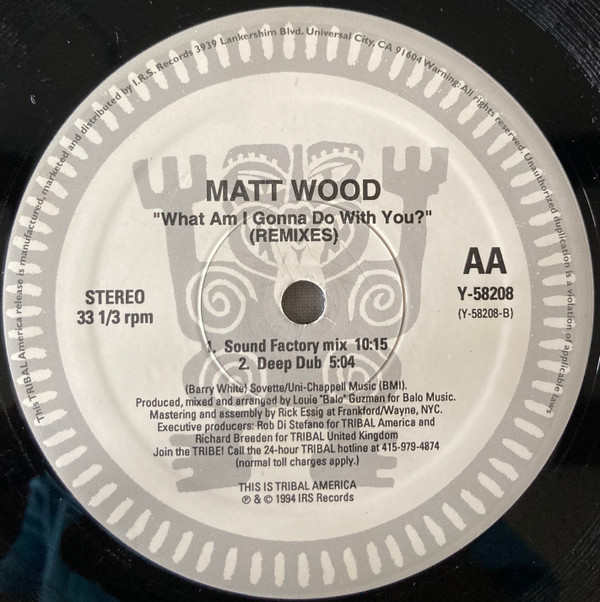 This TRIBAL America release is manufactured, marketed and distributed by I.R.S. Records 3939 Lankershim Blvd. Universal City, CA 91604 Warning: All rights reserved. Unauthorized duplication is a violation of applicable laws
MATT WOOD
"What Am I Gonna Do With You?"
(REMIXES)
AA
STEREO
33 1/3 rpm
Y-58208
(Y-58208-B)
1. Sound Factory mix 10:15
2. Deep Dub 5:04
(Barry White) Sovette/Uni-Chappell Music (BMI).
Produced, mixed and arranged by Louie "Balo" Guzman for Balo Music.
Mastering and assembly by Rick Essig at Frankford/Wayne, NYC.
Executive producers: Rob Di Stefano for TRIBAL America and
Richard Breeden for TRIBAL United Kingdom
Join the TRIBE! Call the 24-hour TRIBAL hotline at 415-979-4874
(normal toll charges apply.)
THIS IS TRIBAL AMERICA
℗ & © 1994 IRS Records